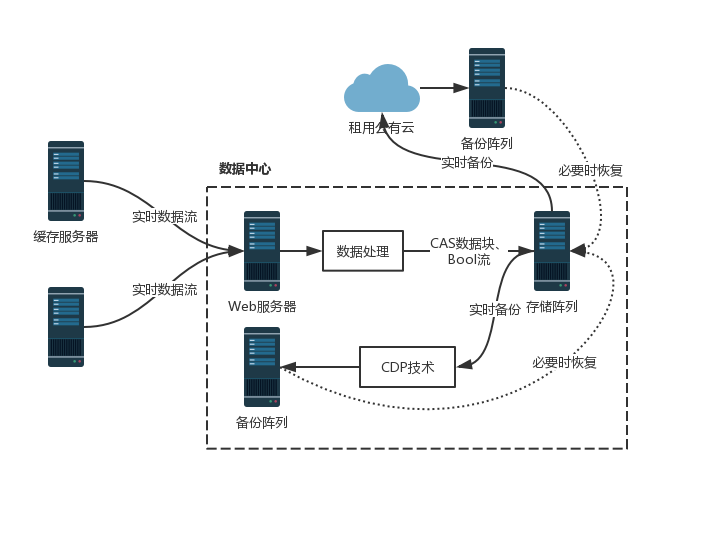 租用公有云
备份阵列
实时备份
必要时恢复
数据中心
实时数据流
缓存服务器
数据处理
CAS数据块、
Bool流
实时数据流
Web服务器
实时备份
存储阵列
CDP技术
必要时恢复
备份阵列